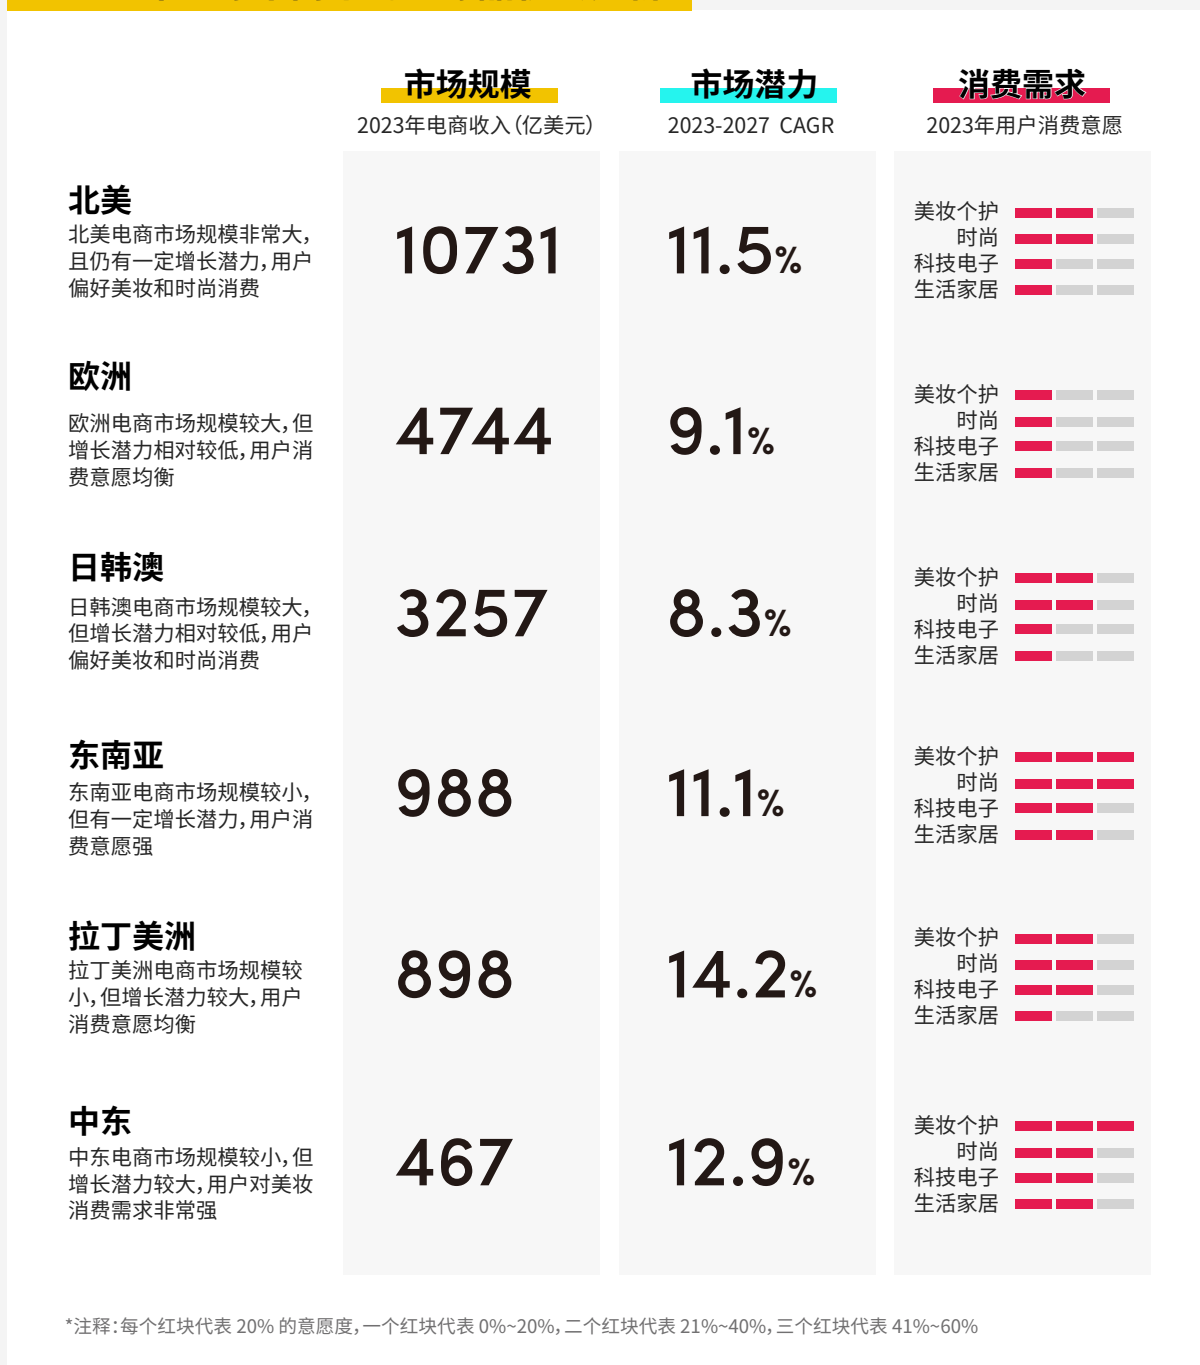 市场规模
市场潜力
消费需求
2023年电商收入（亿美元）
2023-2027 CAGR
2023年用户消费意愿
北美
北美电商市场规模非常大，
且仍有一定增长潜力，用户
偏好美妆和时尚消费
10731
11.5%
美妆个护
时尚
科技电子
生活家居
欧洲
欧洲电商市场规模较大，但
增长潜力相对较低，用户消
费意愿均衡
4744
9.1%
美妆个护
时尚
科技电子
生活家居
日韩澳
日韩澳电商市场规模较大，
但增长潜力相对较低，用户
偏好美妆和时尚消费
3257
8.3%
美妆个护
时尚
科技电子
生活家居
东南亚
东南亚电商市场规模较小，
但有一定增长潜力，用户消
费意愿强
988
11.1%
美妆个护
时尚
科技电子
生活家居
拉丁美洲
拉丁美洲电商市场规模较
小，但增长潜力较大，用户
消费意愿均衡
898
14.2%
美妆个护
时尚
科技电子
生活家居
中东
中东电商市场规模较小，但
增长潜力较大，用户对美妆
消费需求非常强
467
12.9%
美妆个护
时尚
科技电子
生活家居
*注释：每个红块代表 20% 的意愿度，一个红块代表 0%~20%，二个红块代表 21%~40%，三个红块代表 41%~60%